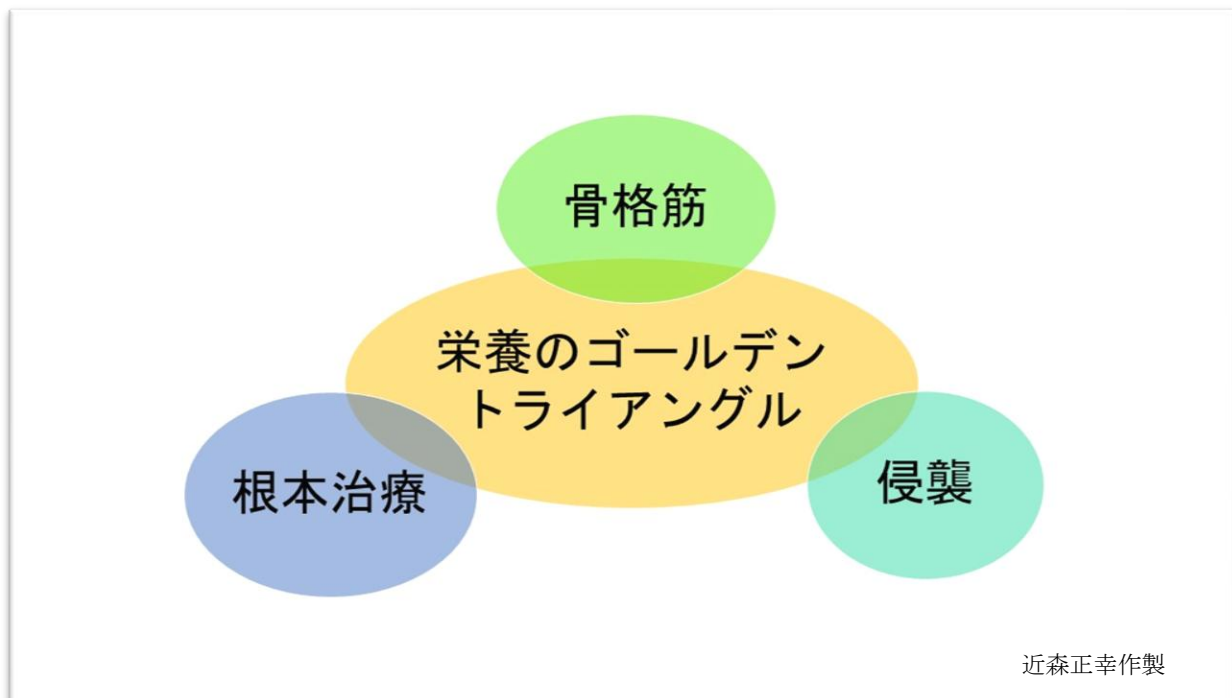 骨格筋
栄養のゴールデン
トライアングル
根本治療
侵襲
近森正幸作製